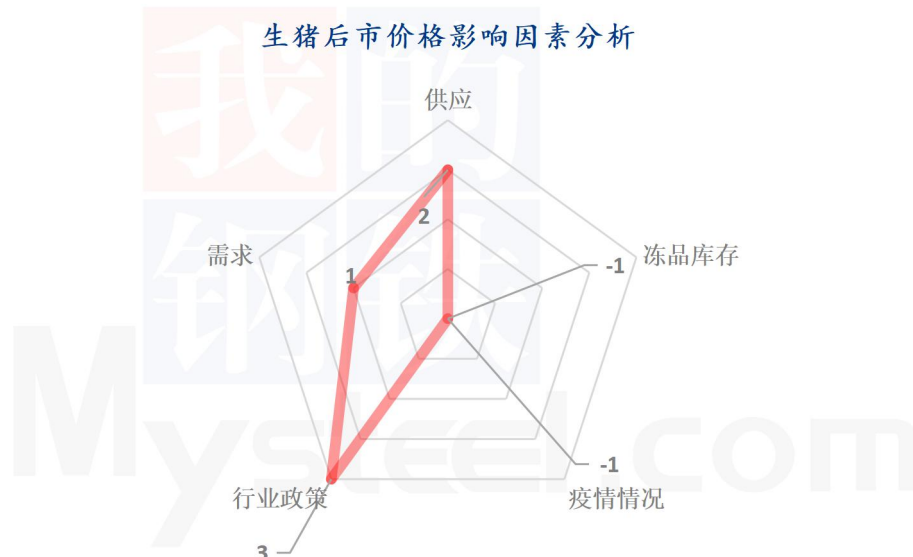 生猪后市价格影响因素分析
供应
2
需求
1
冻品库存
-1
行业政策
3
疫情情况
-1
我的
钢铁
Mysteel.com